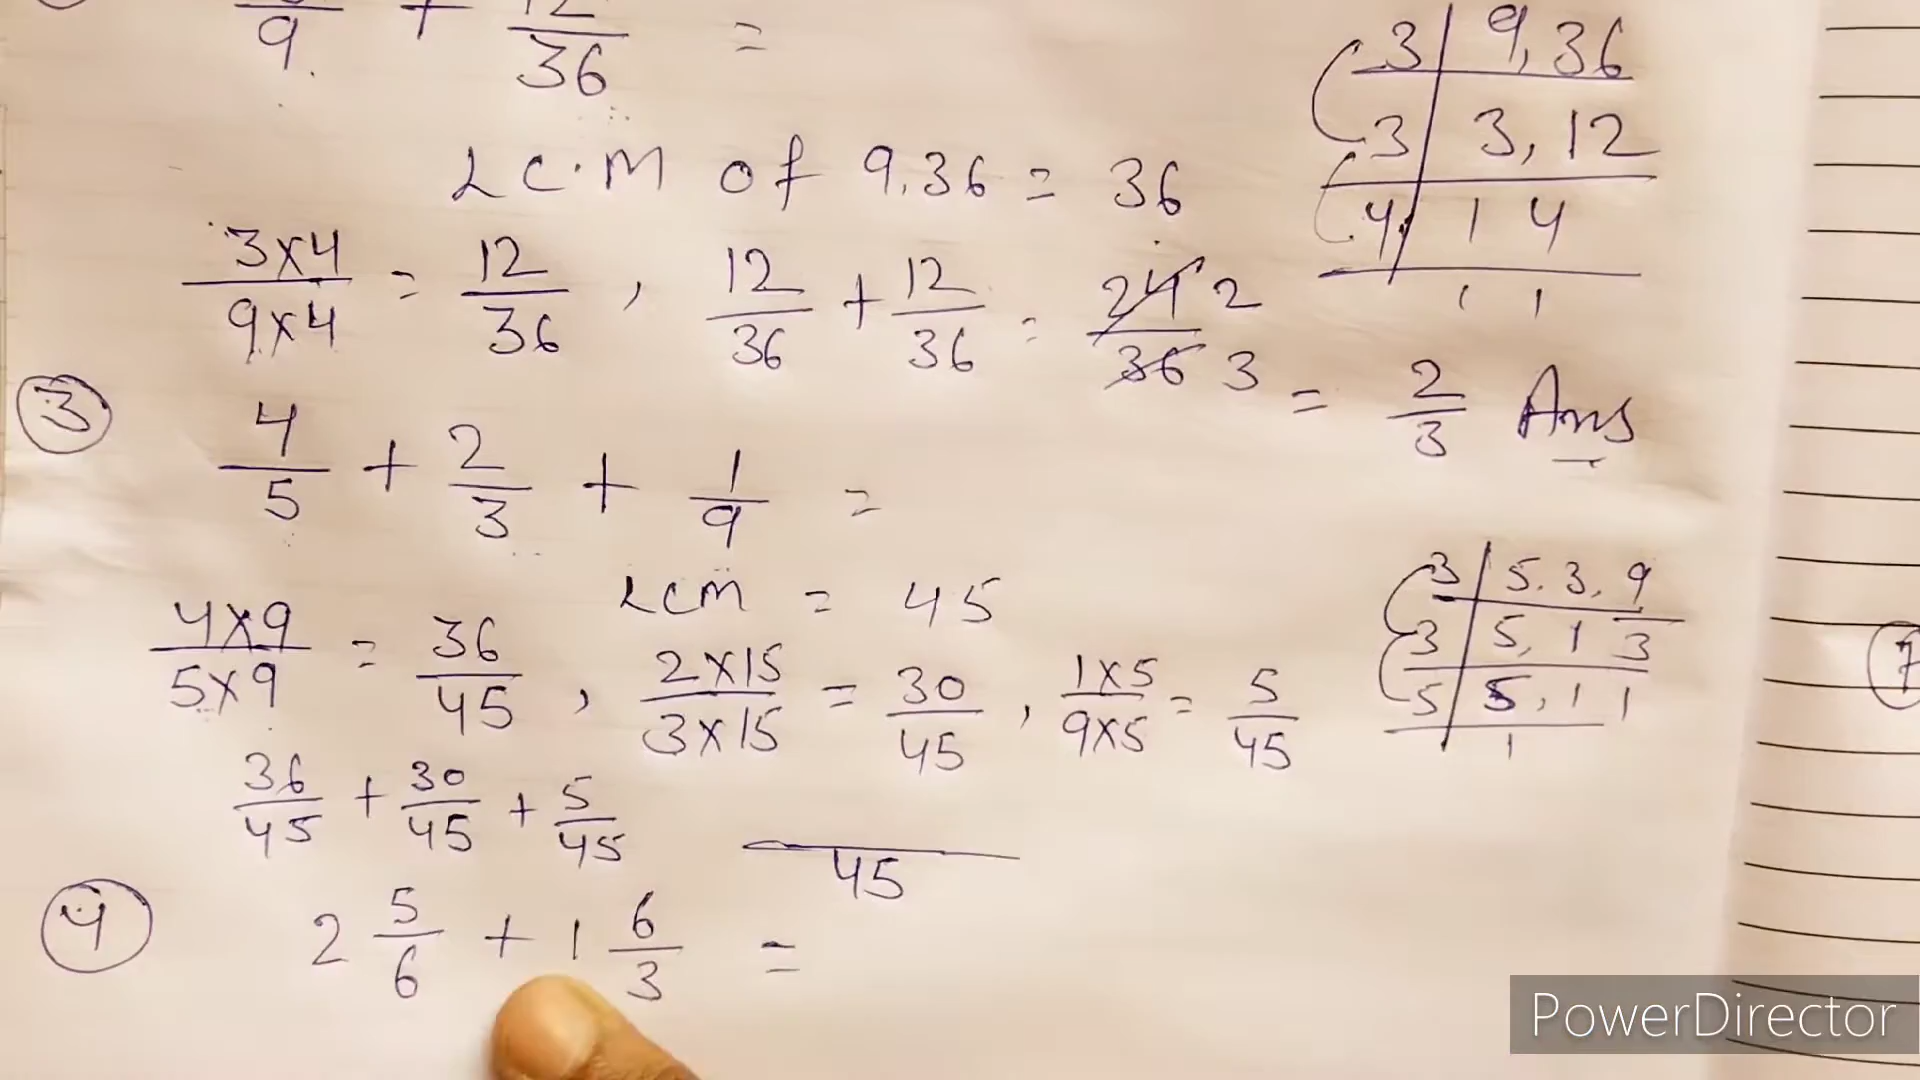 /9 + 12/36 =
3 | 9, 36
3 | 3, 12
4 | 1 4
1 1
L C.M of 9,36 = 36
3x4/9x4 = 12/36 , 12/36 + 12/36 = 24/36 2/3 = 2/3 Ans
3 4/5 + 2/3 + 1/9 =
LCM = 45
3 | 5, 3, 9
3 | 5, 1 3
5 | 5, 1 1
1
4x9/5x9 = 36/45 , 2x15/3x15 = 30/45 , 1x5/9x5 = 5/45
36/45 + 30/45 + 5/45 /45
4 2 5/6 + 1 6/3 =
7
PowerDirector